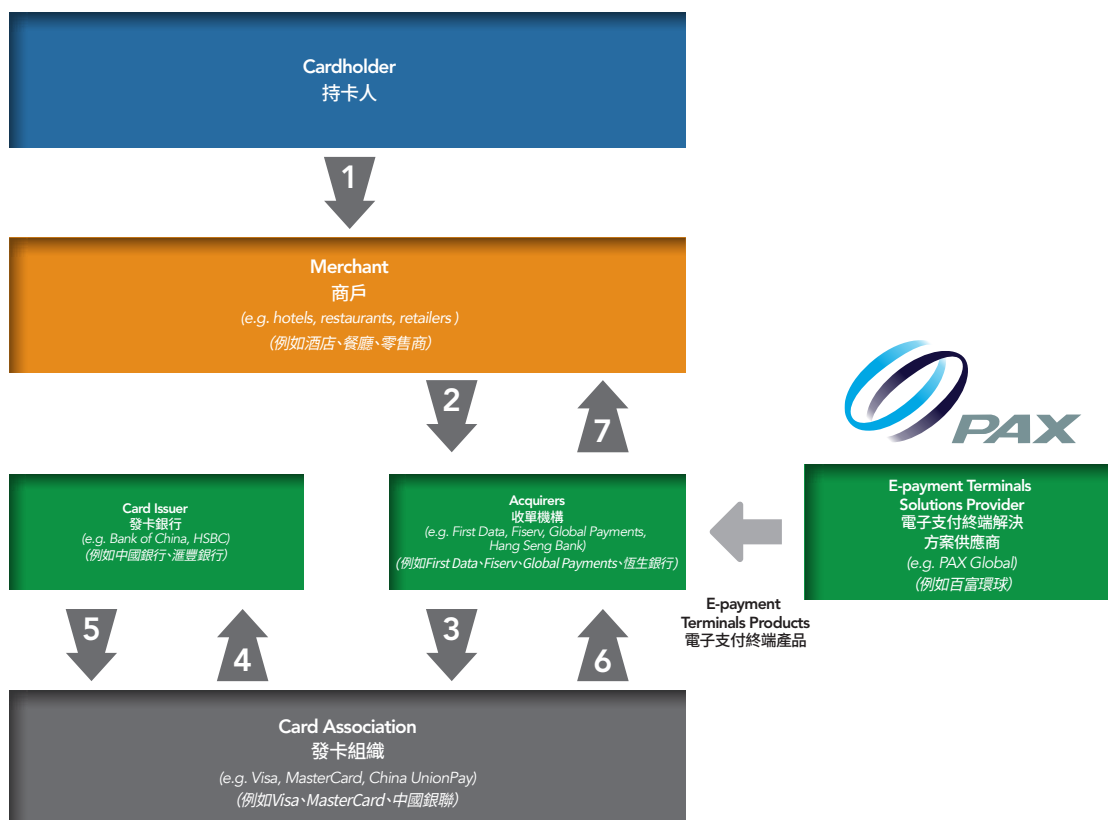 Cardholder
持卡人
1
Merchant
商戶
(e.g. hotels, restaurants, retailers )
(例如酒店、餐廳、零售商)
2
7
PAX
Card Issuer
發卡銀行
(e.g. Bank of China, HSBC)
(例如中國銀行、滙豐銀行)
Acquirers
收單機構
(e.g. First Data, Fiserv, Global Payments,
Hang Seng Bank)
(例如First Data、Fiserv、Global Payments、恆生銀行)
E-payment Terminals
Solutions Provider
電子支付終端解決
方案供應商
(e.g. PAX Global)
(例如百富環球)
E-payment
Terminals Products
電子支付終端產品
5
4
3
6
Card Association
發卡組織
(e.g. Visa, MasterCard, China UnionPay)
(例如Visa、MasterCard、中國銀聯)